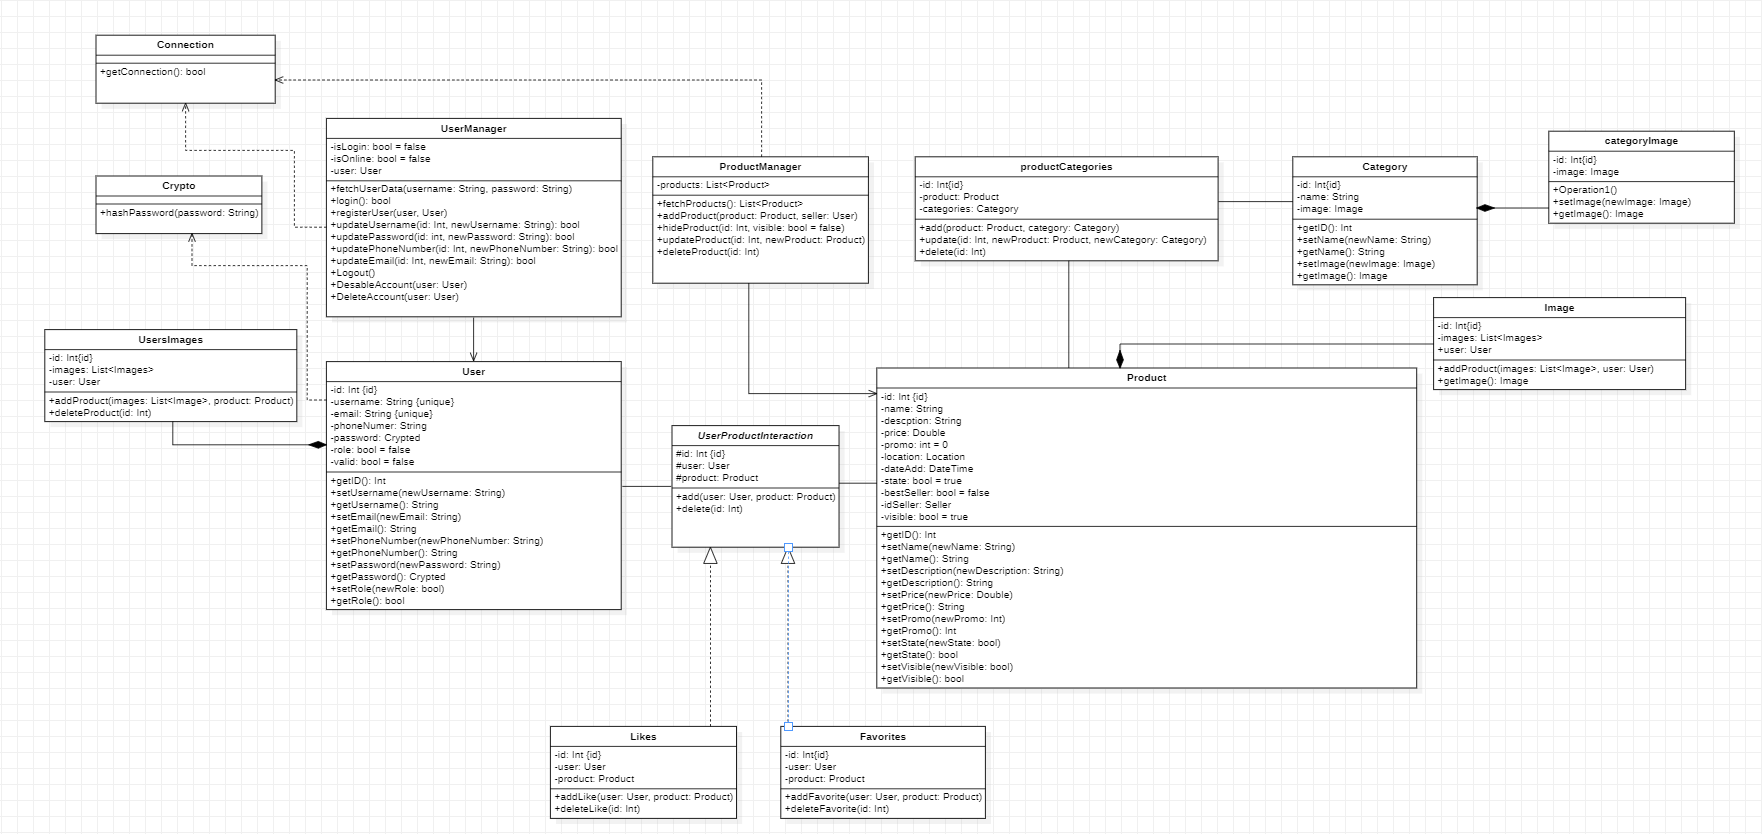 Connection
+getConnection(): bool
Crypto
+hashPassword(password: String)
UserManager
-isLogin: bool = false
-isOnline: bool = false
-user: User
+fetchUserData(username: String, password: String)
+login(): bool
+registerUser(user, User)
+updateUsername(id: Int, newUsername: String): bool
+updatePassword(id: int, newPassword: String): bool
+updatePhoneNumber(id: Int, newPhoneNumber: String): bool
+updateEmail(id: Int, newEmail: String): bool
+Logout()
+DesableAccount(user: User)
+DeleteAccount(user: User)
ProductManager
-products: List<Product>
+fetchProducts(): List<Product>
+addProduct(product: Product, seller: User)
+hideProduct(id: Int, visible: bool = false)
+updateProduct(id: Int, newProduct: Product)
+deleteProduct(id: Int)
productCategories
-id: Int{id}
-product: Product
-categories: Category
+add(product: Product, category: Category)
+update(id: Int, newProduct: Product, newCategory: Category)
+delete(id: Int)
Category
-id: Int{id}
-name: String
-image: Image
+getID(): Int
+setName(newName: String)
+getName(): String
+setImage(newImage: Image)
+getImage(): Image
categoryImage
-id: Int{id}
-image: Image
+Operation1()
+setImage(newImage: Image)
+getImage(): Image
Image
-id: Int{id}
-images: List<Images>
+user: User
+addProduct(images: List<Image>, user: User)
+getImage(): Image
UsersImages
-id: Int{id}
-images: List<Images>
-user: User
+addProduct(images: List<Image>, product: Product)
+deleteProduct(id: Int)
User
-id: Int {id}
-username: String {unique}
-email: String {unique}
-phoneNumer: String
-password: Crypted
-role: bool = false
-valid: bool = false
+getID(): Int
+setUsername(newUsername: String)
+getUsername(): String
+setEmail(newEmail: String)
+getEmail(): String
+setPhoneNumber(newPhoneNumber: String)
+getPhoneNumber(): String
+setPassword(newPassword: String)
+getPassword(): Crypted
+setRole(newRole: bool)
+getRole(): bool
UserProductInteraction
#id: Int {id}
#user: User
#product: Product
+add(user: User, product: Product)
+delete(id: Int)
Product
-id: Int {id}
-name: String
-descption: String
-price: Double
-promo: int = 0
-location: Location
-dateAdd: DateTime
-state: bool = true
-bestSeller: bool = false
-idSeller: Seller
-visible: bool = true
+getID(): Int
+setName(newName: String)
+getName(): String
+setDescription(newDescription: String)
+getDescription(): String
+setPrice(newPrice: Double)
+getPrice(): String
+setPromo(newPromo: Int)
+getPromo(): Int
+setState(newState: bool)
+getState(): bool
+setVisible(newVisible: bool)
+getVisible(): bool
Likes
-id: Int {id}
-user: User
-product: Product
+addLike(user: User, product: Product)
+deleteLike(id: Int)
Favorites
-id: Int{id}
-user: User
-product: Product
+addFavorite(user: User, product: Product)
+deleteFavorite(id: Int)